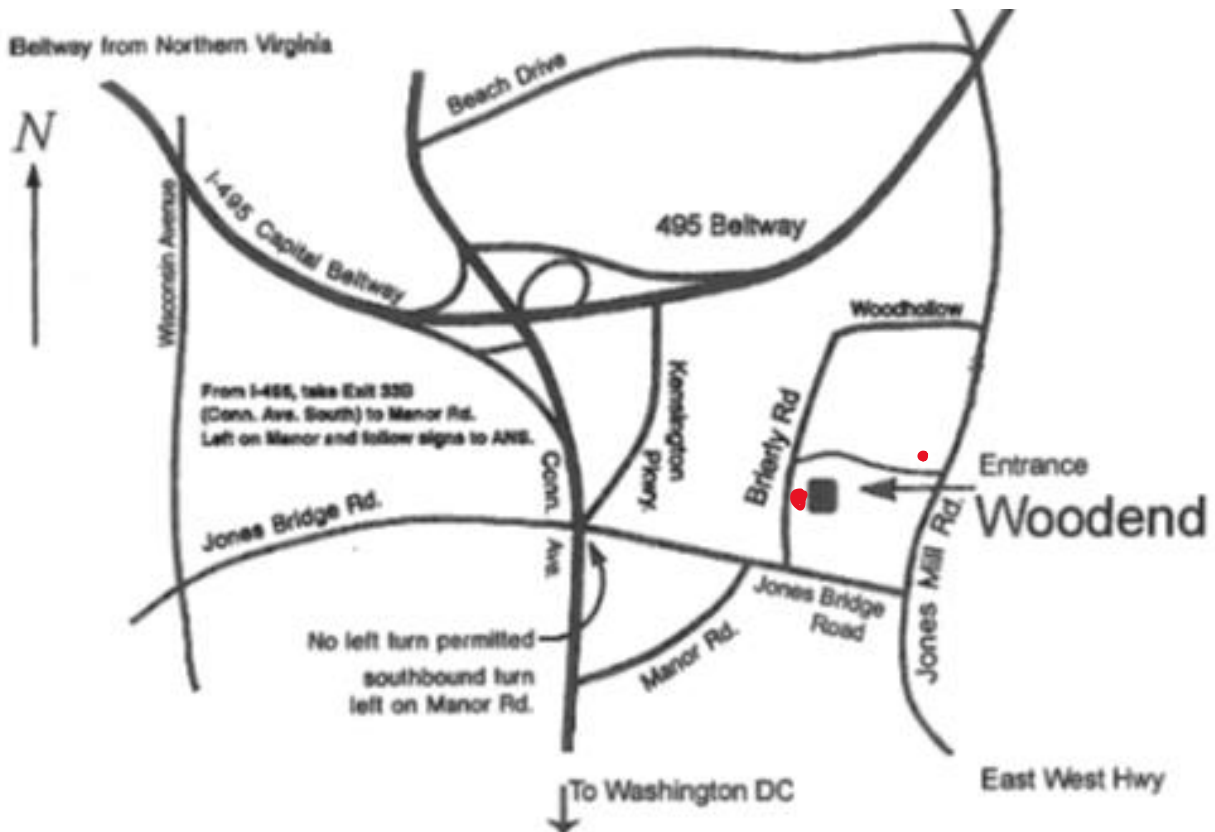 Beltway from Northern Virginia
N
Beach Drive
Wisconsin Avenue
I-495 Capital Beltway
495 Beltway
Woodhollow
From I-495, take Exit 33B
(Conn. Ave. South) to Manor Rd.
Left on Manor and follow signs to ANS.
Kensington
Pkwy.
Brierly Rd
Entrance
Woodend
Conn.
Ave.
Jones Bridge Rd.
Jones Mill Rd.
Jones Bridge
Road
No left turn permitted
southbound turn
left on Manor Rd.
Manor Rd.
To Washington DC
East West Hwy